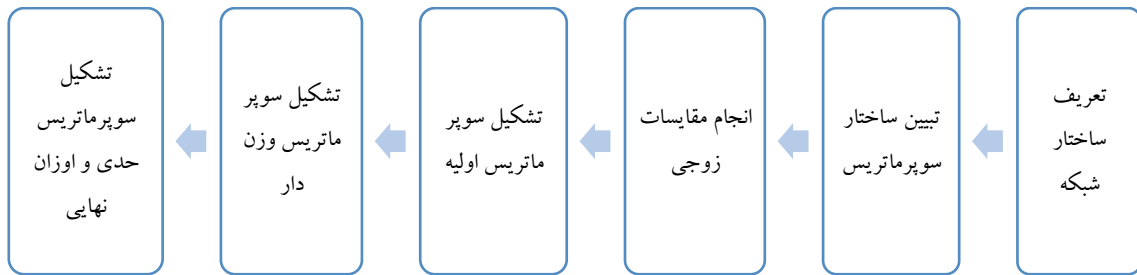 تعریف
ساختار
شبکه
تبیین ساختار
سوپرماتریس
انجام مقایسات
زوجی
تشکیل سوپر
ماتریس اولیه
تشکیل سوپر
ماتریس وزن
دار
تشکیل
سوپرماتریس
حدی و اوزان
نهایی